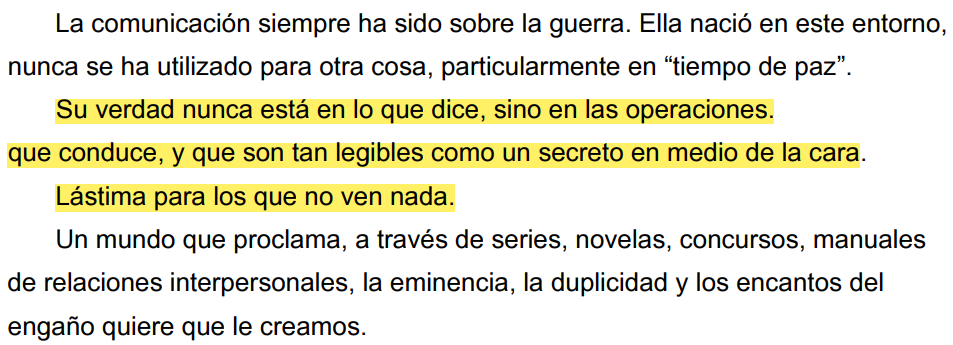 La comunicación siempre ha sido sobre la guerra. Ella nació en este entorno,
nunca se ha utilizado para otra cosa, particularmente en “tiempo de paz”.
Su verdad nunca está en lo que dice, sino en las operaciones.
que conduce, y que son tan legibles como un secreto en medio de la cara.
Lástima para los que no ven nada.
Un mundo que proclama, a través de series, novelas, concursos, manuales
de relaciones interpersonales, la eminencia, la duplicidad y los encantos del
engaño quiere que le creamos.